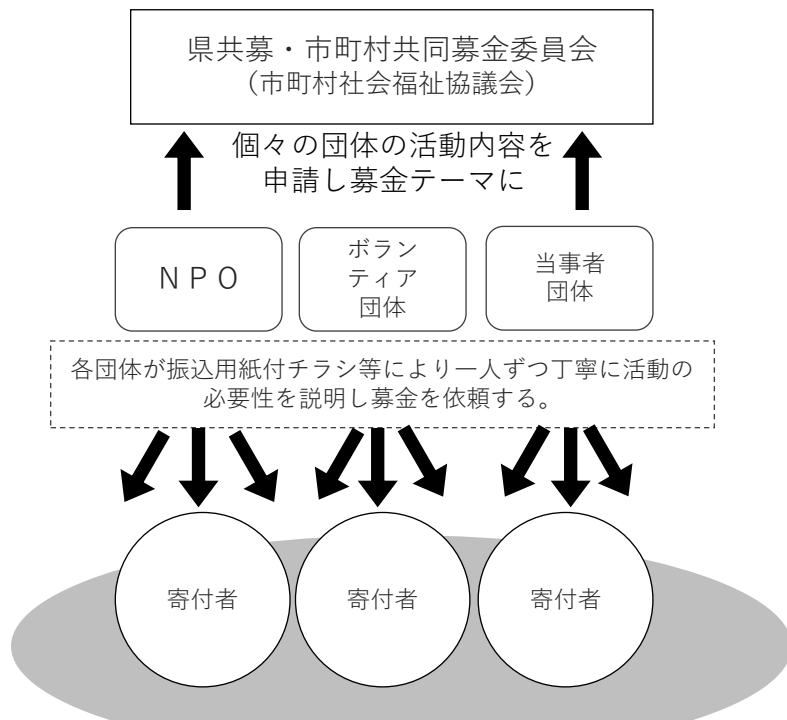 県共募・市町村共同募金委員会
（市町村社会福祉協議会）
個々の団体の活動内容を
申請し募金テーマに
ＮＰＯ
ボラン
ティア
団体
当事者
団体
各団体が振込用紙付チラシ等により一人ずつ丁寧に活動の
必要性を説明し募金を依頼する。
寄付者
寄付者
寄付者